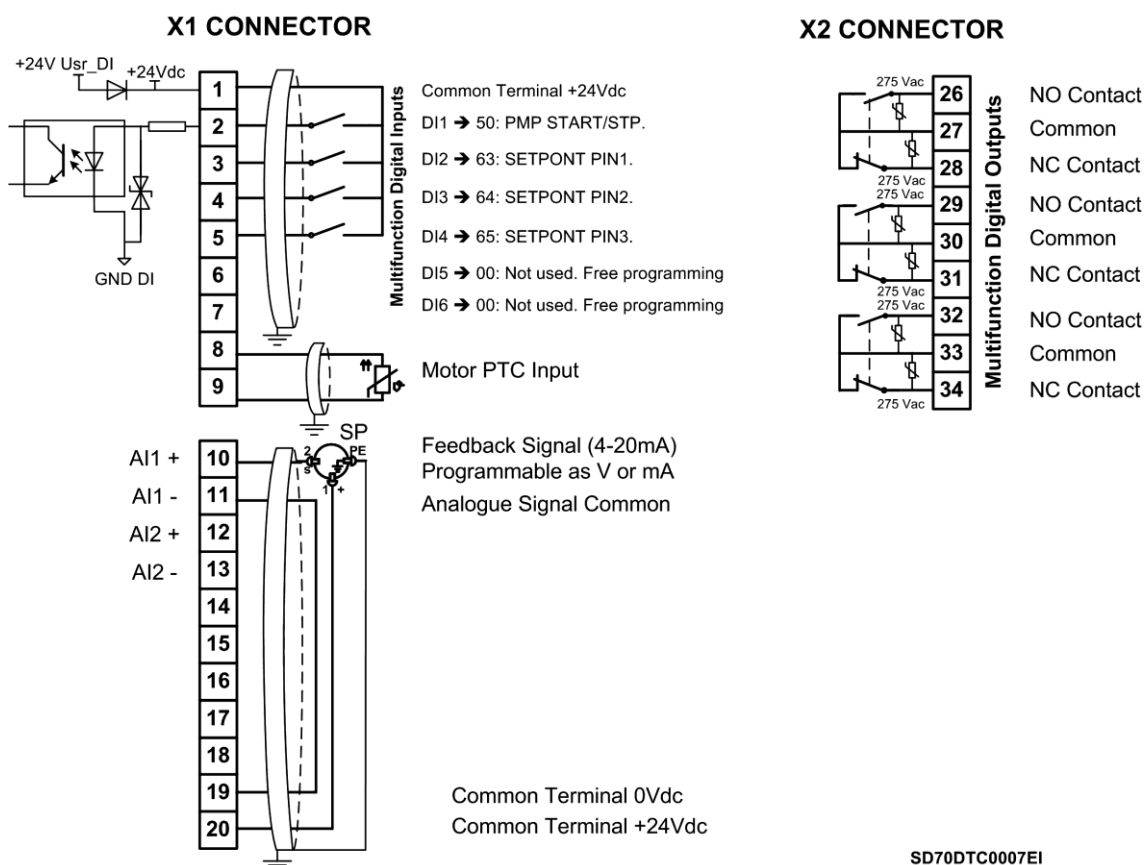 X1 CONNECTOR
+24V Usr_DI
+24Vdc
GND DI
1
2
3
4
5
6
7
8
9
Multifunction Digital Inputs
Common Terminal +24Vdc
DI1 ➔ 50: PMP START/STP.
DI2 ➔ 63: SETPONT PIN1.
DI3 ➔ 64: SETPONT PIN2.
DI4 ➔ 65: SETPONT PIN3.
DI5 ➔ 00: Not used. Free programming
DI6 ➔ 00: Not used. Free programming
Motor PTC Input
AI1 +
AI1 -
AI2 +
AI2 -
10
11
12
13
14
15
16
17
18
19
20
SP
2
s
PE
1
+
Feedback Signal (4-20mA)
Programmable as V or mA
Analogue Signal Common
Common Terminal 0Vdc
Common Terminal +24Vdc
X2 CONNECTOR
275 Vac
275 Vac
275 Vac
275 Vac
275 Vac
275 Vac
26
27
28
29
30
31
32
33
34
Multifunction Digital Outputs
NO Contact
Common
NC Contact
NO Contact
Common
NC Contact
NO Contact
Common
NC Contact
SD70DTC0007EI